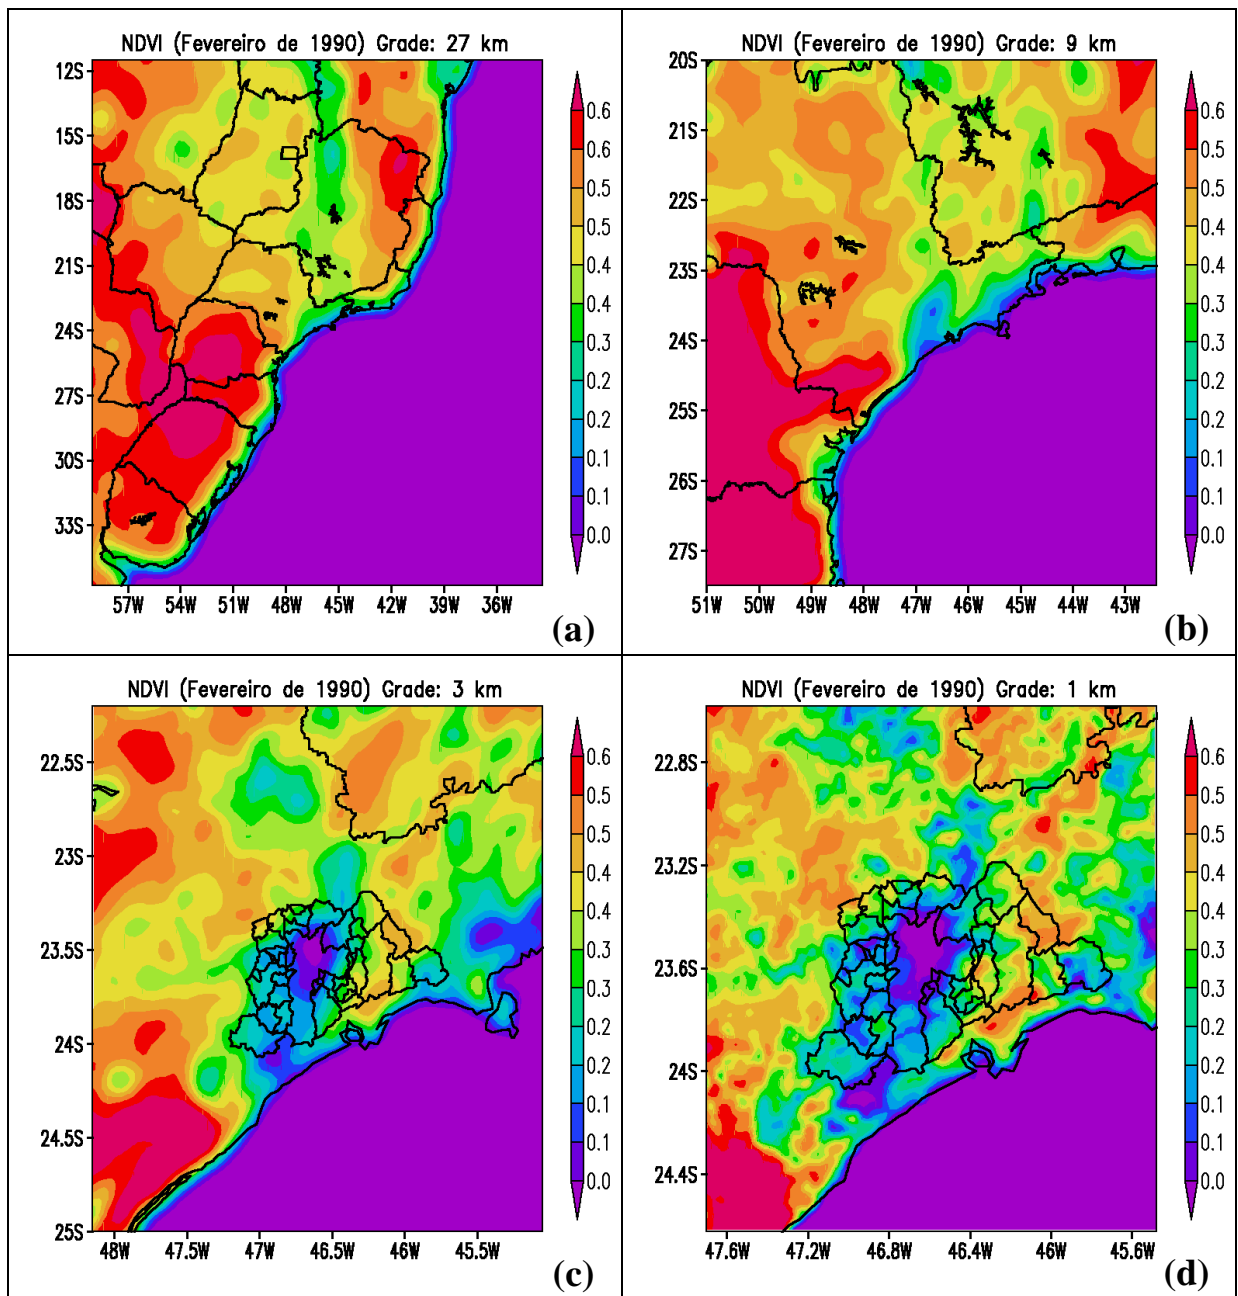 NDVI (Fevereiro de 1990) Grade: 27 km
12S
15S
18S
21S
24S
27S
30S
33S
57W 54W 51W 48W 45W 42W 39W 36W
0.6
0.6
0.5
0.5
0.4
0.4
0.3
0.3
0.2
0.2
0.1
0.1
0.0
(a)
NDVI (Fevereiro de 1990) Grade: 9 km
20S
21S
22S
23S
24S
25S
26S
27S
51W 50W 49W 48W 47W 46W 45W 44W 43W
0.6
0.6
0.5
0.5
0.4
0.4
0.3
0.3
0.2
0.2
0.1
0.1
0.0
(b)
NDVI (Fevereiro de 1990) Grade: 3 km
22.5S
23S
23.5S
24S
24.5S
25S
48W 47.5W 47W 46.5W 46W 45.5W
0.6
0.5
0.5
0.4
0.4
0.3
0.3
0.2
0.2
0.1
0.1
0.0
(c)
NDVI (Fevereiro de 1990) Grade: 1 km
22.8S
23.2S
23.6S
24S
24.4S
47.6W 47.2W 46.8W 46.4W 46W 45.6W
0.6
0.5
0.5
0.4
0.4
0.3
0.3
0.2
0.2
0.1
0.1
0.0
(d)